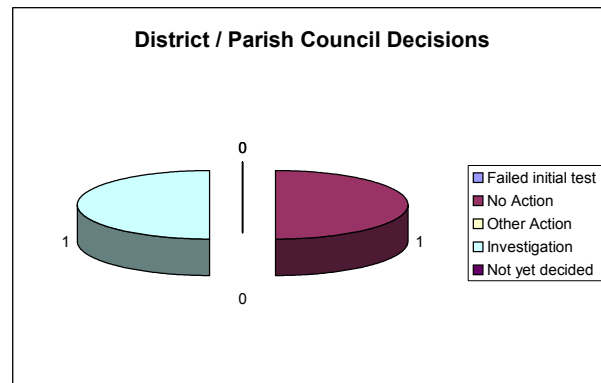 District / Parish Council Decisions
0
1
1
0
Failed initial test
No Action
Other Action
Investigation
Not yet decided